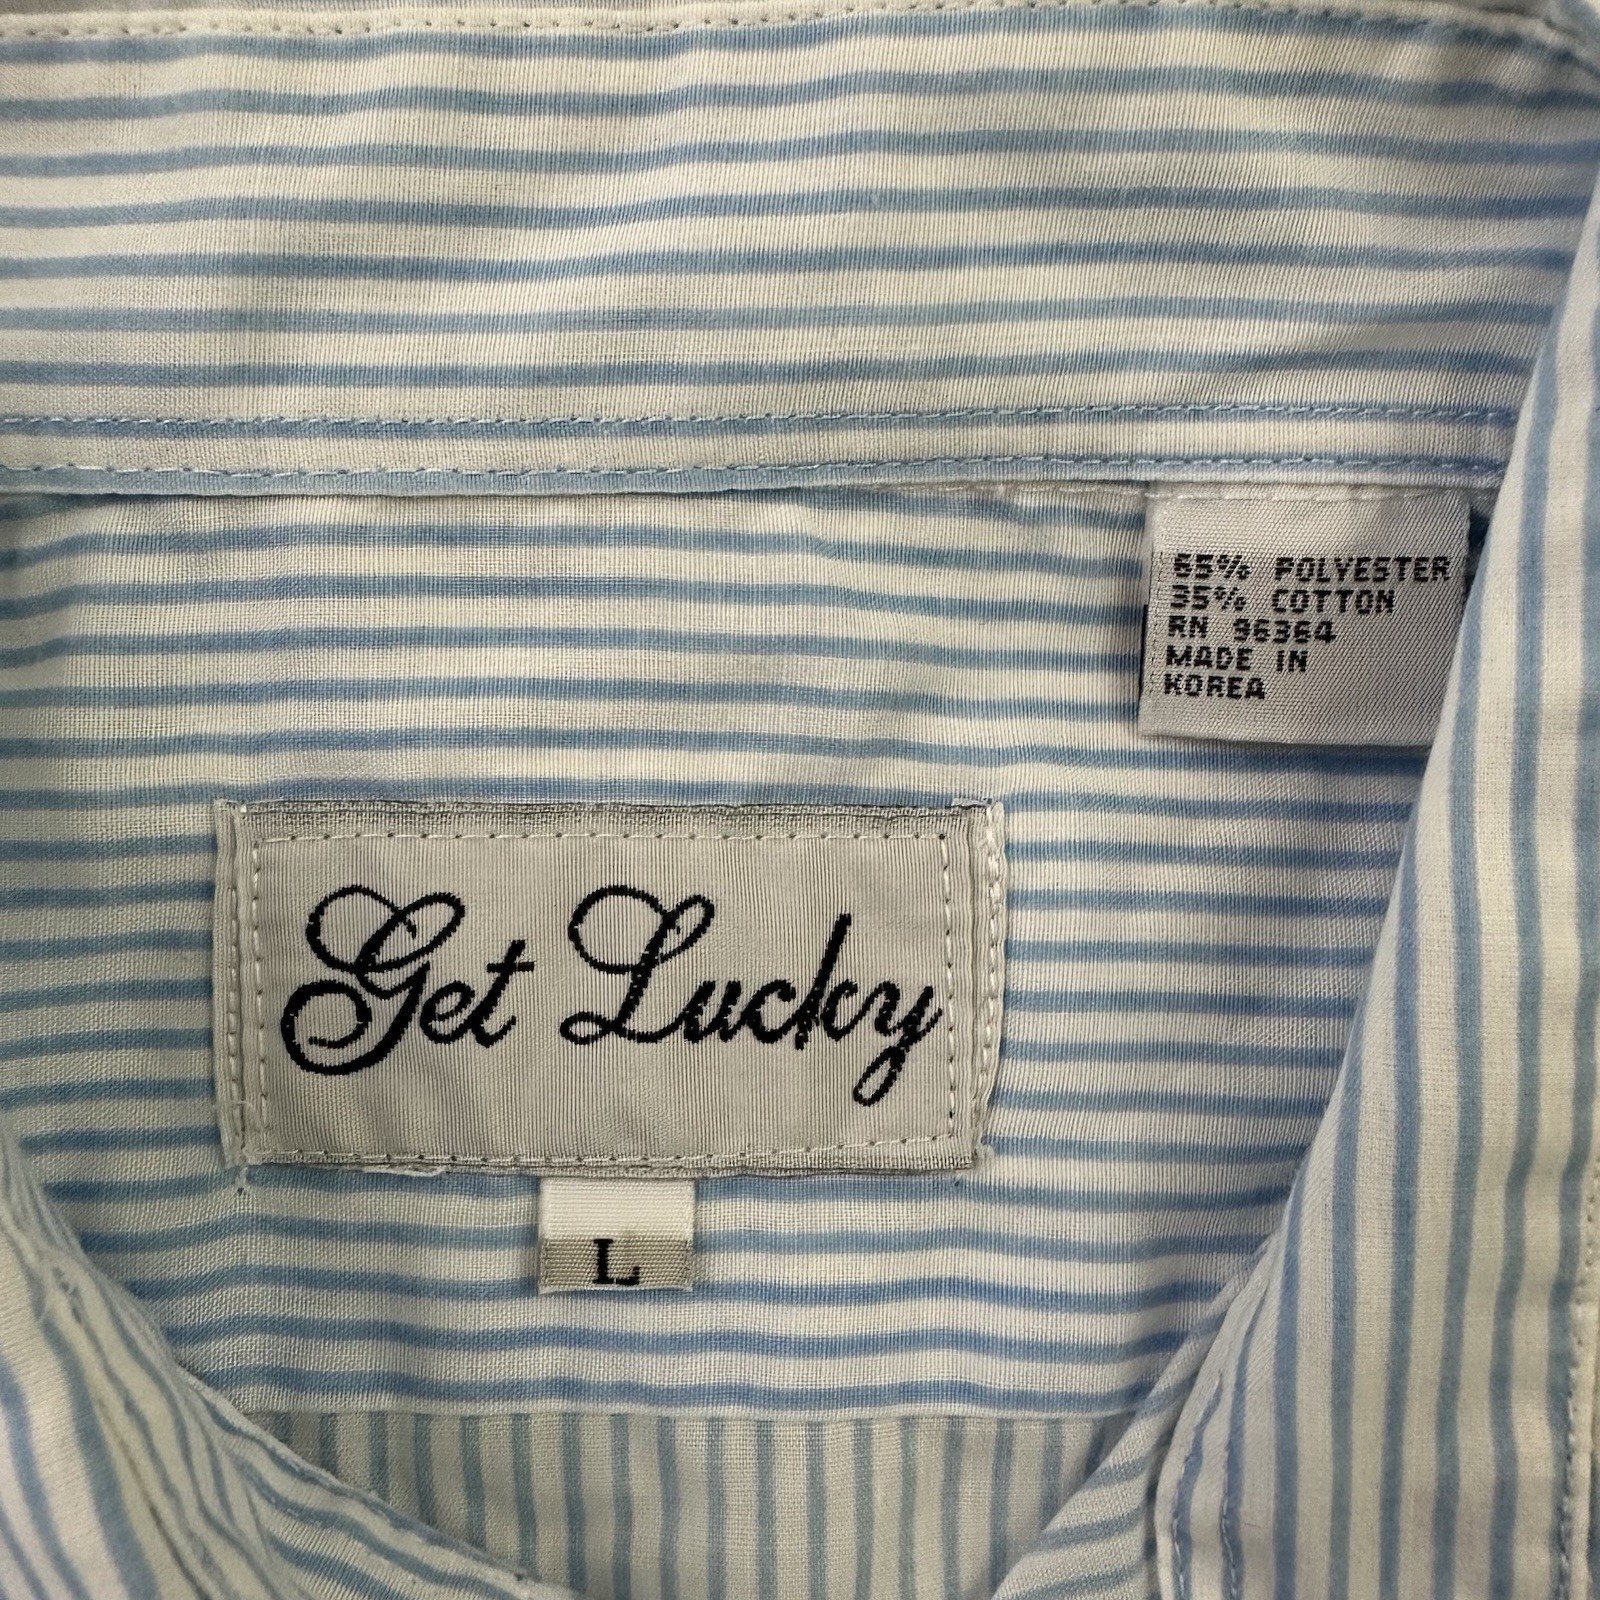 65% POLYESTER
35% COTTON
RN 96364
MADE IN
KOREA
Get Lucky
L